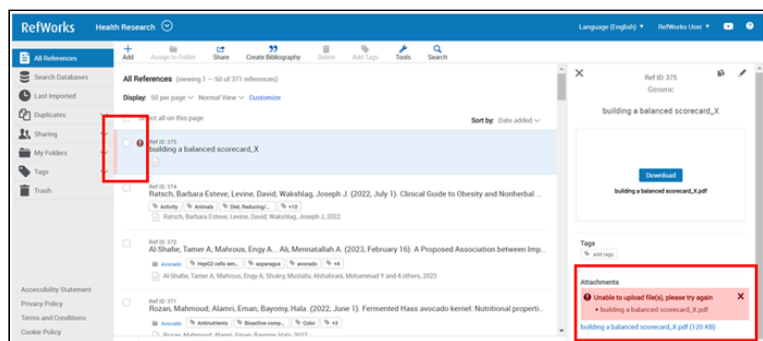 RefWorks
Health Research
Language (English)
RefWorks User
All References
Search Databases
Last Imported
Duplicates
Sharing
My Folders
Tags
Trash
Accessibility Statement
Privacy Policy
Terms and Conditions
Cookie Policy
Add
Assign to Folder
Share
Create Bibliography
Delete
Add Tags
Tools
Search
All References (viewing 1 – 50 of 371 references)
Display: 50 per page Normal View Customize
Select all on this page
Sort by: Date added
Ref ID: 375
building a balanced scorecard_X
Ref ID: 374
Ratsch, Barbara Esteve; Levine, David; Wakshlag, Joseph J. (2022, July 1). Clinical Guide to Obesity and Nonherbal ...
Activity Animals Diet, Reducing/... +10
Ratsch, Barbara Esteve; Levine, David; Wakshlag, Joseph J, 2022
Ref ID: 372
Al-Shafie, Tamer A; Mahrous, Engy A... Ali, Mennatallah A. (2023, February 16). A Proposed Association between Imp...
Avocado HepG2 cells sen... asparagus avocado +6
Al-Shafie, Tamer A; Mahrous, Engy A; Shukry, Mustafa; Alshahrani, Mohammad Y and 4 others, 2023
Ref ID: 371
Rozan, Mahmoud, Alamri, Eman, Bayomy, Hala. (2022, June 1). Fermented Hass avocado kernel: Nutritional properti...
Avocado Antinutrients Bioactive comp... Color +3
Rozan, Mahmoud, Alamri, Eman, Bayomy, Hala, 2022
Ref ID: 375
Generic
building a balanced scorecard_X
Download
building a balanced scorecard_X.pdf
Tags
add tags
Attachments
Unable to upload file(s), please try again
• building a balanced scorecard_X.pdf
building a balanced scorecard_X.pdf (120 KB)